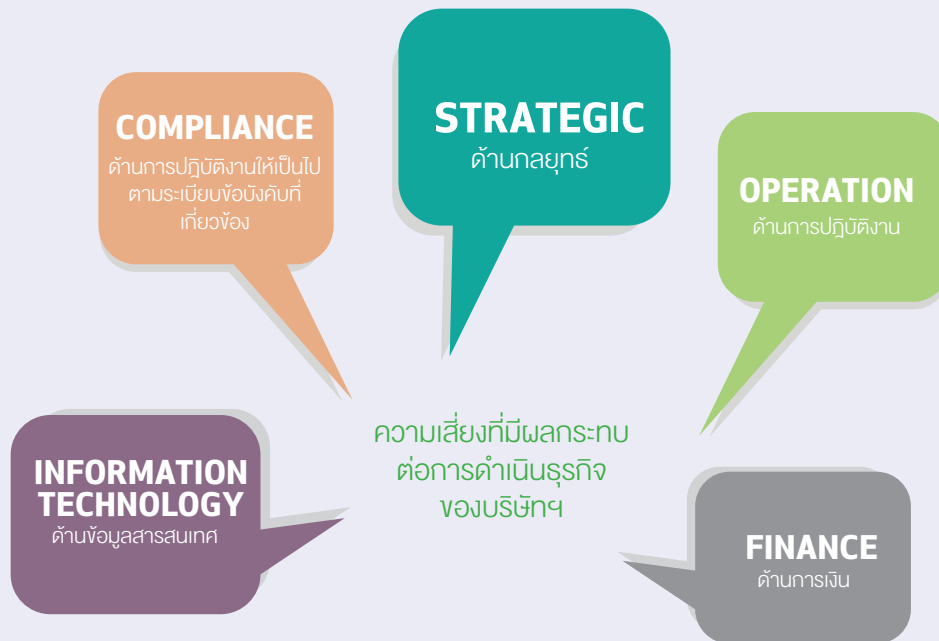 STRATEGIC
ด้านกลยุทธ์
COMPLIANCE
ด้านการปฎิบัติงานให้เป็นไป
ตามระเบียบข้อบังคับที่
เกี่ยวข้อง
OPERATION
ด้านการปฎิบัติงาน
ความเสี่ยงที่มีผลกระทบ
ต่อการดำเนินธุรกิจ
ของบริษัทฯ
INFORMATION
TECHNOLOGY
ด้านข้อมูลสารสนเทศ
FINANCE
ด้านการเงิน